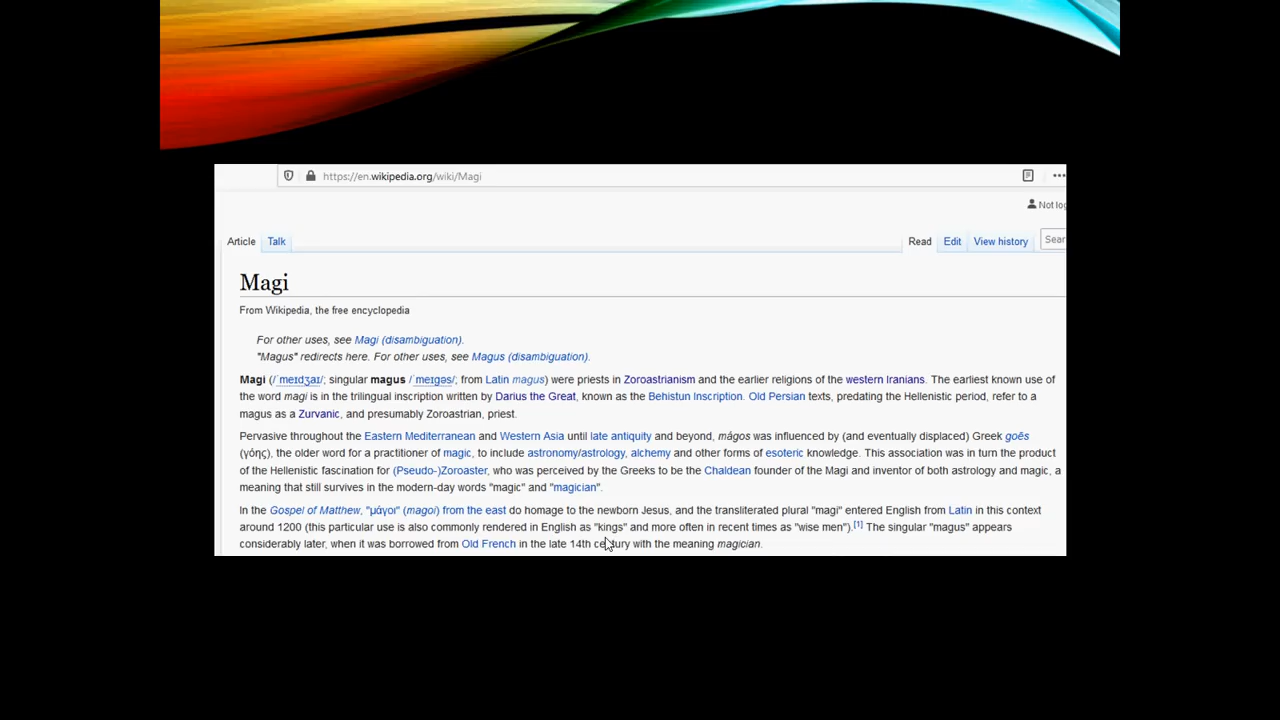 https://en.wikipedia.org/wiki/Magi
Not log
Article Talk Read Edit View history Sear
Magi
From Wikipedia, the free encyclopedia
For other uses, see Magi (disambiguation).
"Magus" redirects here. For other uses, see Magus (disambiguation).
Magi (/ˈmeɪdʒaɪ/; singular magus /ˈmeɪɡəs/; from Latin magus) were priests in Zoroastrianism and the earlier religions of the western Iranians. The earliest known use of
the word magi is in the trilingual inscription written by Darius the Great, known as the Behistun Inscription. Old Persian texts, predating the Hellenistic period, refer to a
magus as a Zurvanic, and presumably Zoroastrian, priest.
Pervasive throughout the Eastern Mediterranean and Western Asia until late antiquity and beyond, mágos was influenced by (and eventually displaced) Greek goēs
(γόης), the older word for a practitioner of magic, to include astronomy/astrology, alchemy and other forms of esoteric knowledge. This association was in turn the product
of the Hellenistic fascination for (Pseudo-)Zoroaster, who was perceived by the Greeks to be the Chaldean founder of the Magi and inventor of both astrology and magic, a
meaning that still survives in the modern-day words "magic" and "magician".
In the Gospel of Matthew, "μάγοι" (magoi) from the east do homage to the newborn Jesus, and the transliterated plural "magi" entered English from Latin in this context
around 1200 (this particular use is also commonly rendered in English as "kings" and more often in recent times as "wise men").[1] The singular "magus" appears
considerably later, when it was borrowed from Old French in the late 14th century with the meaning magician.